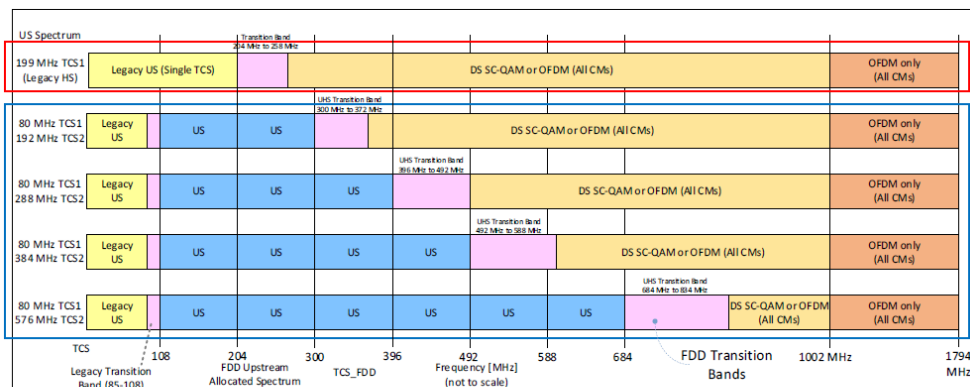 US Spectrum
Transition Band
204 MHz to 258 MHz
199 MHz TCS1
(Legacy HS)
Legacy US (Single TCS)
DS SC-QAM or OFDM (All CMs)
OFDM only
(All CMs)
UHS Transition Band
300 MHz to 372 MHz
80 MHz TCS1
192 MHz TCS2
Legacy
US
US
US
DS SC-QAM or OFDM (All CMs)
OFDM only
(All CMs)
UHS Transition Band
396 MHz to 492 MHz
80 MHz TCS1
288 MHz TCS2
Legacy
US
US
US
US
DS SC-QAM or OFDM (All CMs)
OFDM only
(All CMs)
UHS Transition Band
492 MHz to 588 MHz
80 MHz TCS1
384 MHz TCS2
Legacy
US
US
US
US
US
DS SC-QAM or OFDM (All CMs)
OFDM only
(All CMs)
UHS Transition Band
684 MHz to 834 MHz
80 MHz TCS1
576 MHz TCS2
Legacy
US
US
US
US
US
US
US
DS SC-QAM or OFDM
(All CMs)
OFDM only
(All CMs)
TCS
108
204
300
396
492
588
684
1002 MHz
1794
MHz
Legacy Transition
Band (85-108)
FDD Upstream
Allocated Spectrum
TCS_FDD
Frequency [MHz]
(not to scale)
FDD Transition
Bands